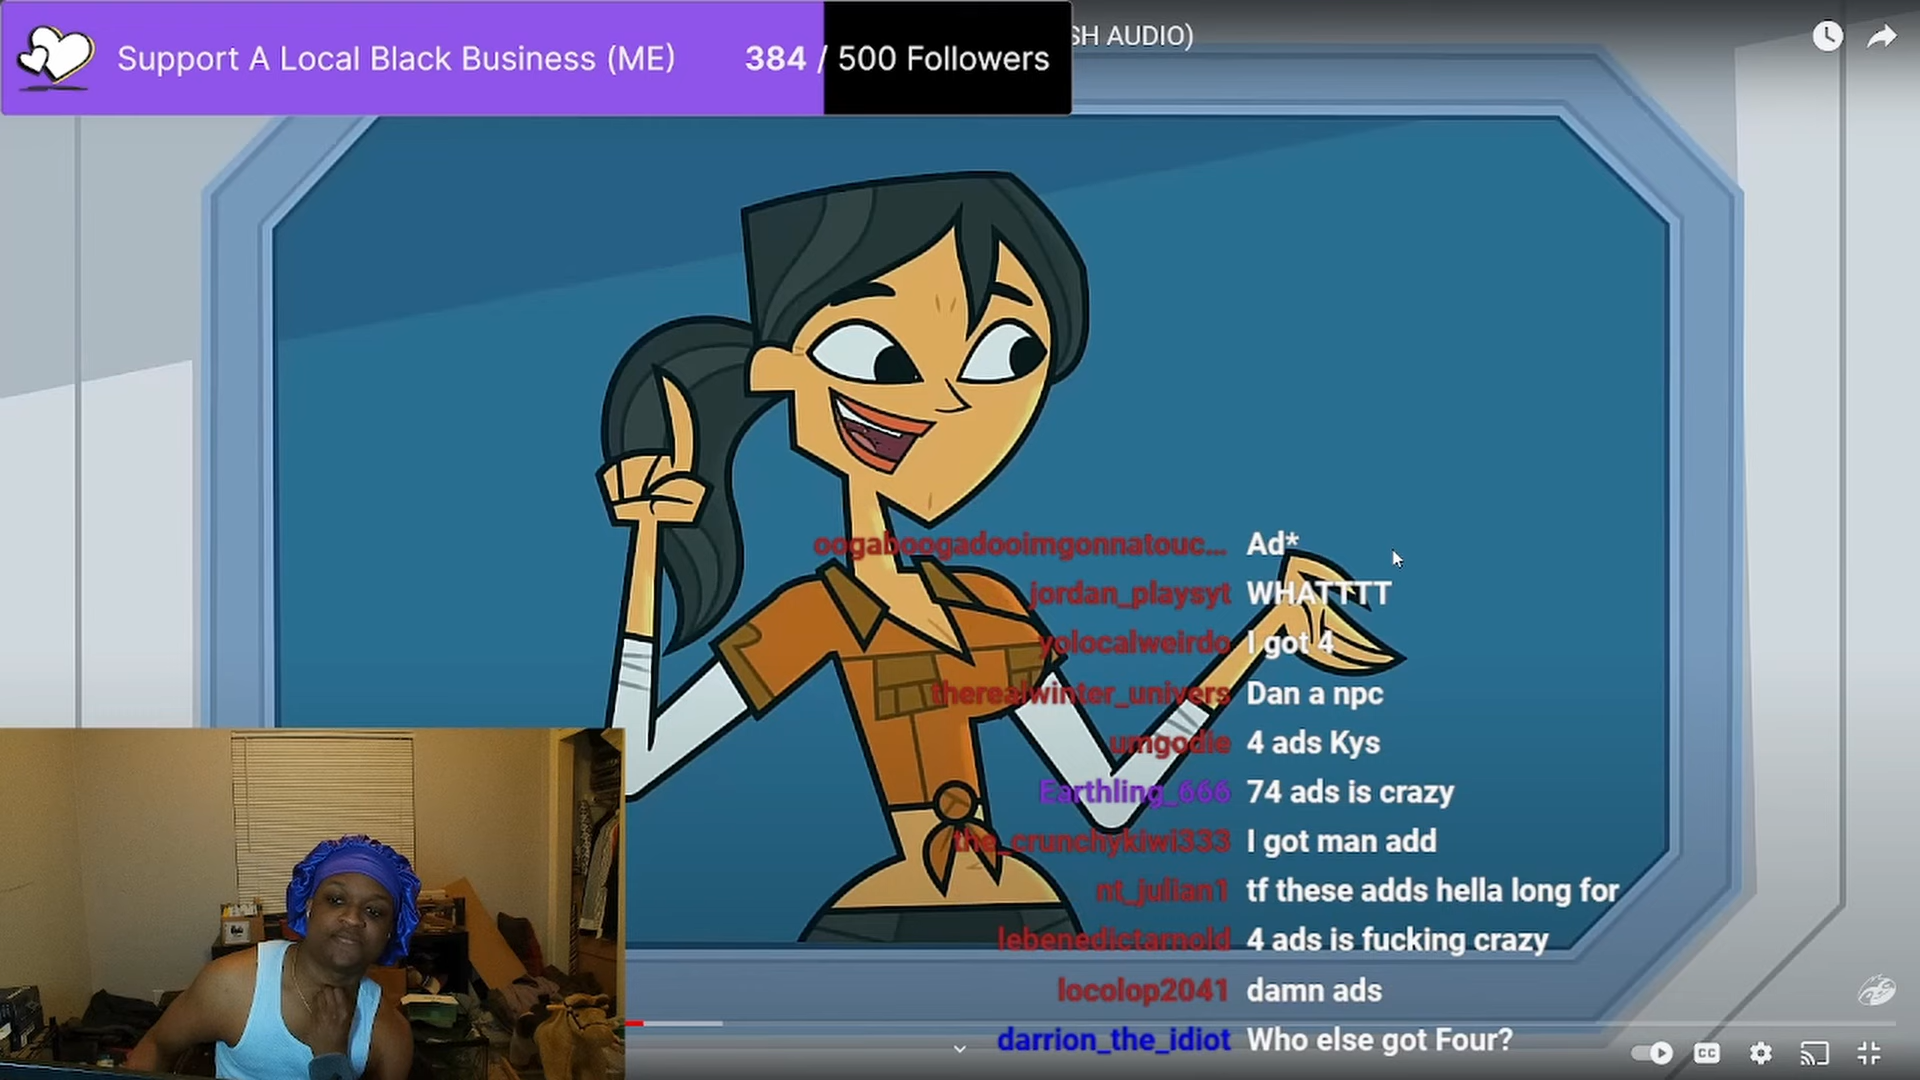 Support A Local Black Business (ME) 384 / 500 Followers
SH AUDIO)
oogaboogadooimgonnatouc... Ad*
jordan_playsyt WHATTTT
yolocalweirdo I got 4
therealwinter_univers Dan a npc
umgodie 4 ads Kys
Earthling_666 74 ads is crazy
the_crunchykiwi333 I got man add
nt_julian1 tf these adds hella long for
lebenedictarnold 4 ads is fucking crazy
locolop2041 damn ads
darrion_the_idiot Who else got Four?
CC